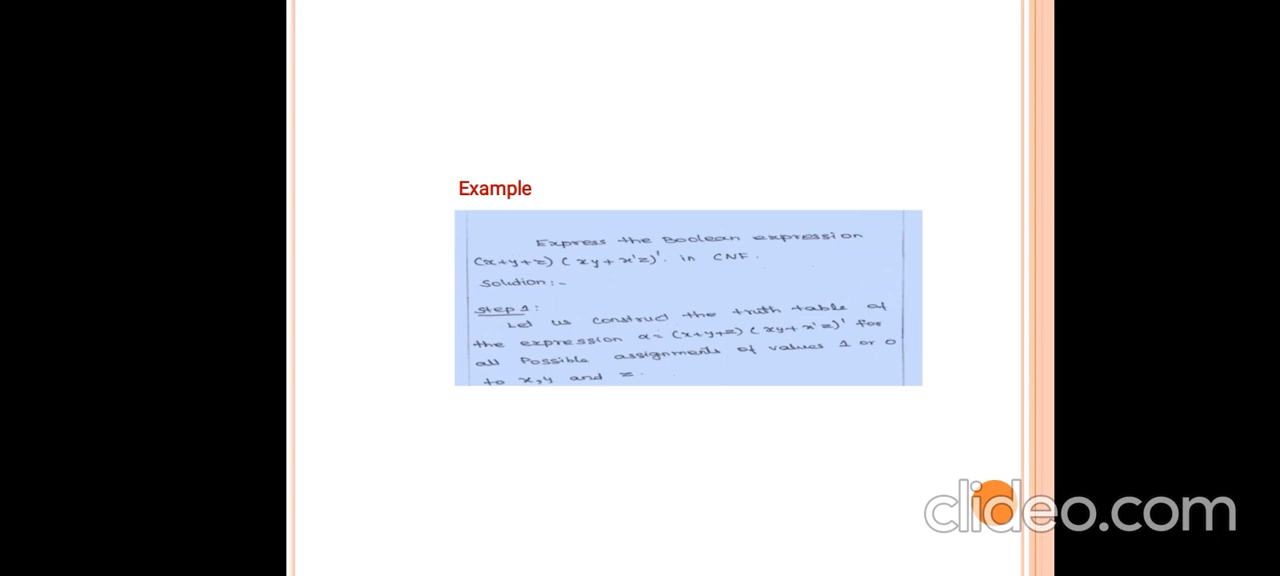 Example
Express the Boolean expression
(x+y+z) (xy+x'z)'. in CNF.
Solution:-
Step 1:
Let us construct the truth table of
the expression α= (x+y+z) (xy+x'z)' for
all Possible assignments of values 1 or 0
to x,y and z.
clideo.com